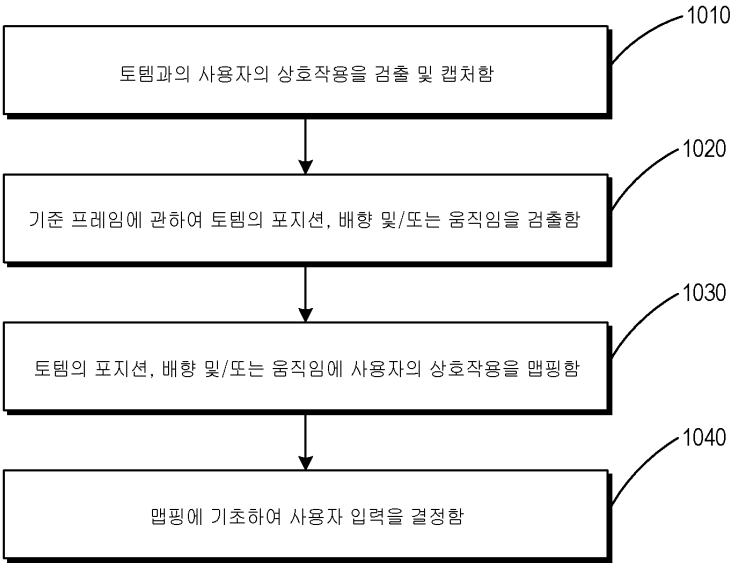 1010
토템과의 사용자의 상호작용을 검출 및 캡처함
1020
기준 프레임에 관하여 토템의 포지션, 배향 및/또는 움직임을 검출함
1030
토템의 포지션, 배향 및/또는 움직임에 사용자의 상호작용을 맵핑함
1040
맵핑에 기초하여 사용자 입력을 결정함